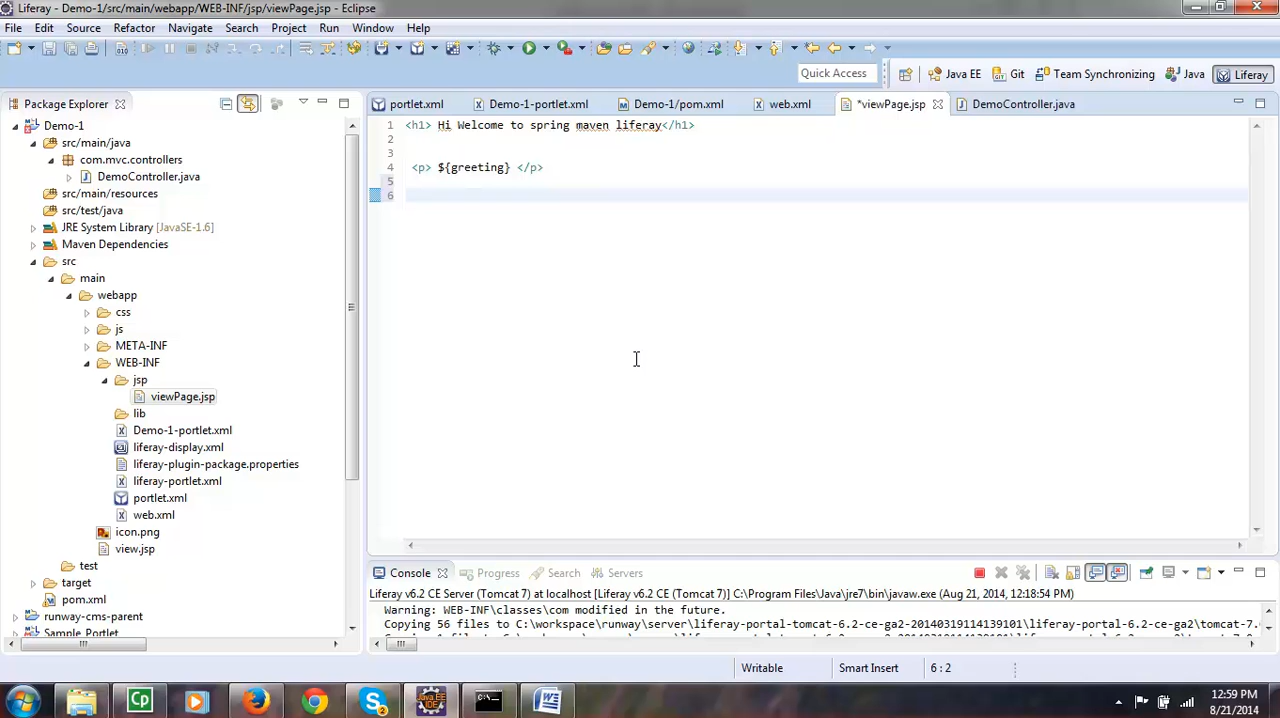 Liferay - Demo-1/src/main/webapp/WEB-INF/jsp/viewPage.jsp - Eclipse
File Edit Source Refactor Navigate Search Project Run Window Help
Quick Access
Java EE Git Team Synchronizing Java Liferay
Package Explorer
portlet.xml Demo-1-portlet.xml Demo-1/pom.xml web.xml *viewPage.jsp DemoController.java
Demo-1
src/main/java
com.mvc.controllers
DemoController.java
src/main/resources
src/test/java
JRE System Library [JavaSE-1.6]
Maven Dependencies
src
main
webapp
css
js
META-INF
WEB-INF
jsp
viewPage.jsp
lib
Demo-1-portlet.xml
liferay-display.xml
liferay-plugin-package.properties
liferay-portlet.xml
portlet.xml
web.xml
icon.png
view.jsp
test
target
pom.xml
runway-cms-parent
Sample_Portlet
1 <h1> Hi Welcome to spring maven liferay</h1>
2
3
4 <p> ${greeting} </p>
5
6
Console Progress Search Servers
Liferay v6.2 CE Server (Tomcat 7) at localhost [Liferay v6.2 CE (Tomcat 7)] C:\Program Files\Java\jre7\bin\javaw.exe (Aug 21, 2014, 12:18:54 PM)
Warning: WEB-INF\classes\com modified in the future.
Copying 56 files to C:\workspace\runway\server\liferay-portal-tomcat-6.2-ce-ga2-20140319114139101\liferay-portal-6.2-ce-ga2\tomcat-7.
Writable Smart Insert 6 : 2
12:59 PM
8/21/2014